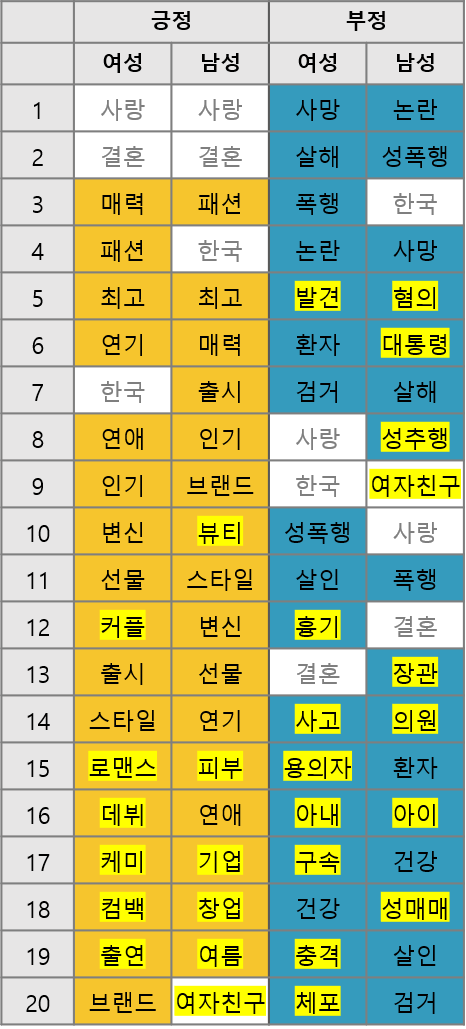 긍정 부정
여성 남성 여성 남성
1 사랑 사랑 사망 논란
2 결혼 결혼 살해 성폭행
3 매력 패션 폭행 한국
4 패션 한국 논란 사망
5 최고 최고 발견 혐의
6 연기 매력 환자 대통령
7 한국 출시 검거 살해
8 연애 인기 사랑 성추행
9 인기 브랜드 한국 여자친구
10 변신 뷰티 성폭행 사랑
11 선물 스타일 살인 폭행
12 커플 변신 흉기 결혼
13 출시 선물 결혼 장관
14 스타일 연기 사고 의원
15 로맨스 피부 용의자 환자
16 데뷔 연애 아내 아이
17 케미 기업 구속 건강
18 컴백 창업 건강 성매매
19 출연 여름 충격 살인
20 브랜드 여자친구 체포 검거